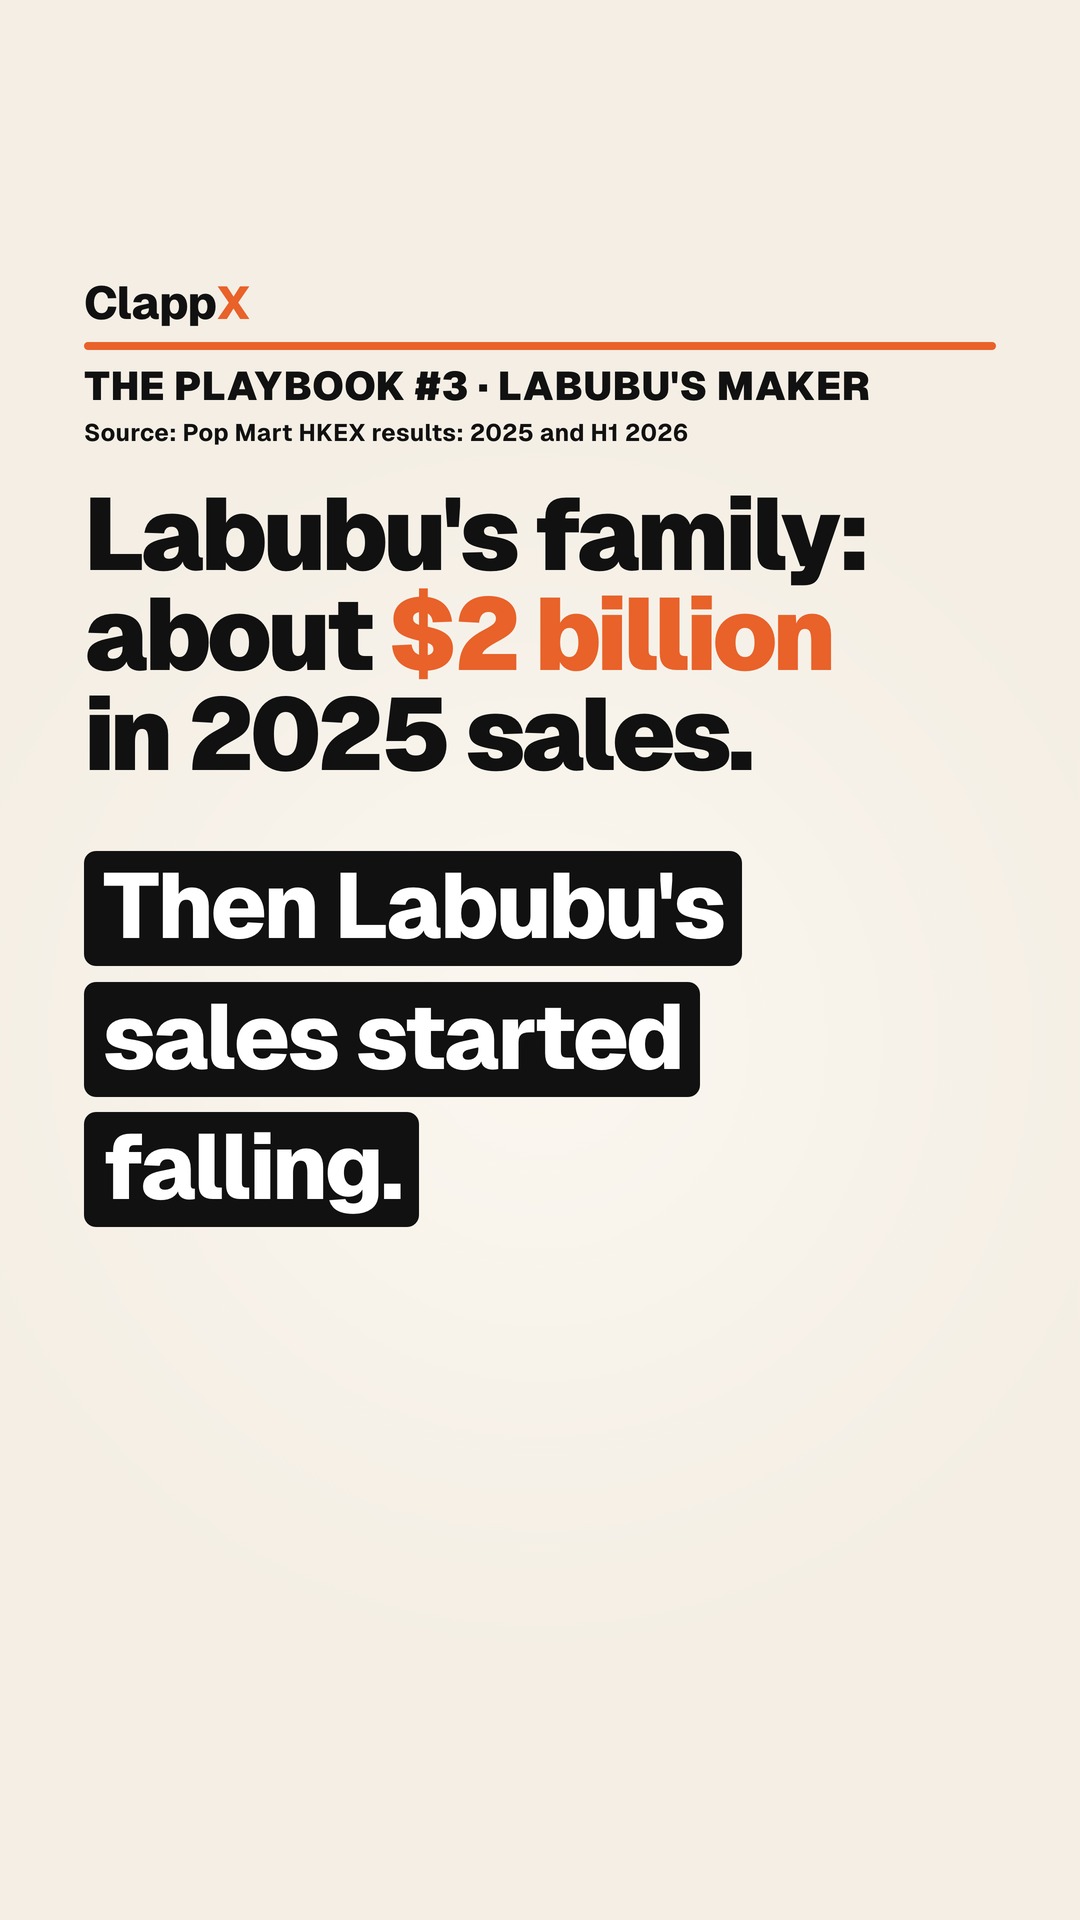 ClappX
THE PLAYBOOK #3 · LABUBU'S MAKER
Source: Pop Mart HKEX results: 2025 and H1 2026
Labubu's family:
about $2 billion
in 2025 sales.
Then Labubu's
sales started
falling.